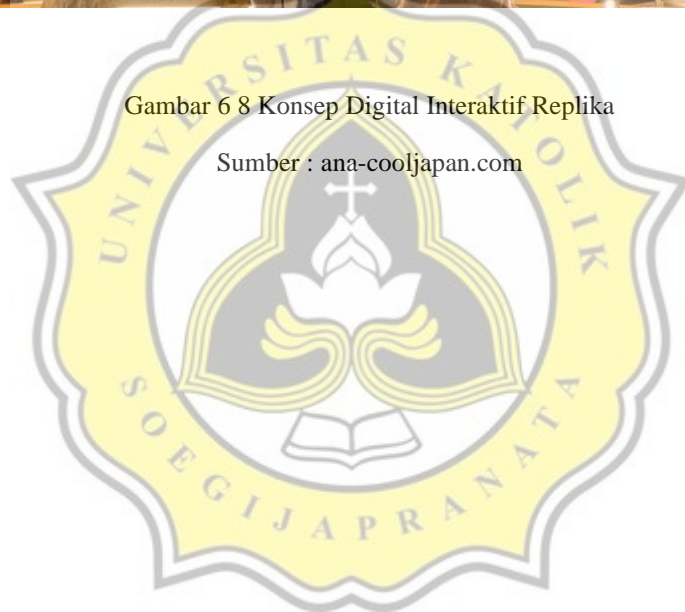 Gambar 6 8 Konsep Digital Interaktif Replika
Sumber : ana-cooljapan.com
UNIVERSITAS KATOLIK
SOEGIJAPRANATA